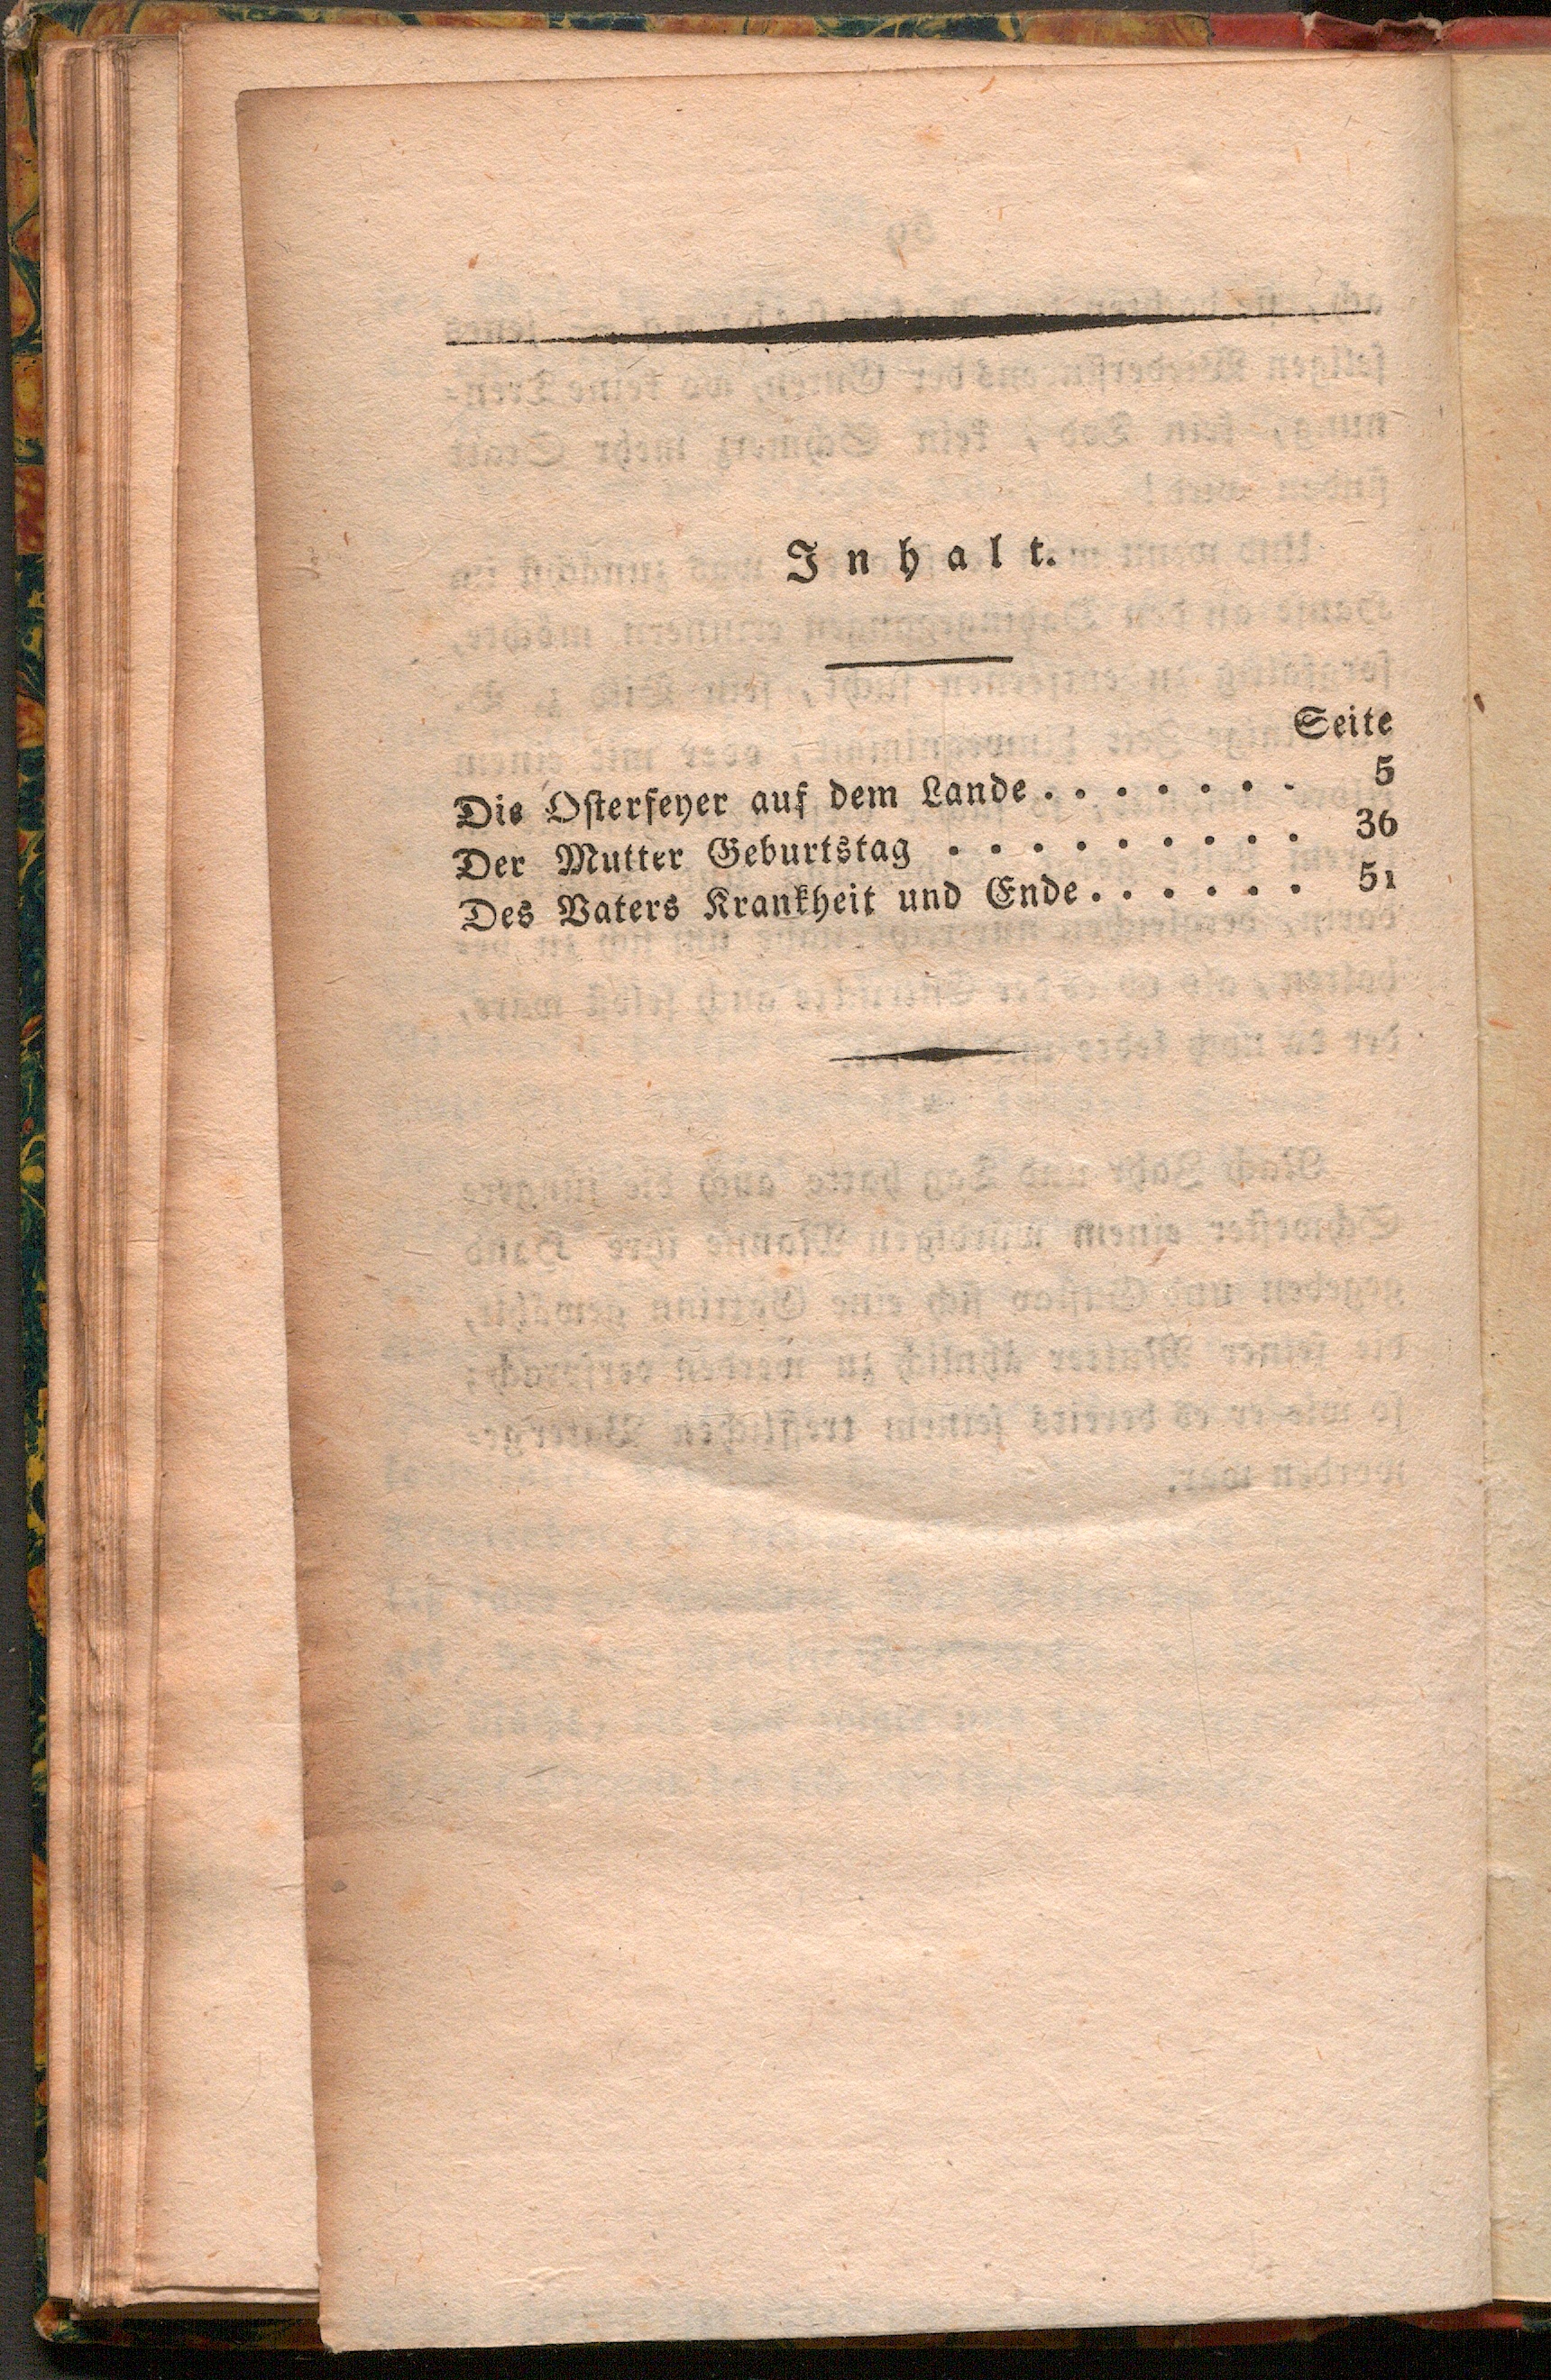 Inhalt.
Seite
Die Osterfeyer auf dem Lande . . . . . . . 5
Der Mutter Geburtstag . . . . . . . . . 36
Des Vaters Krankheit und Ende . . . . . . 51